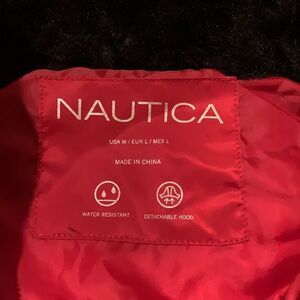 NAUTICA
USA M / EUR L / MEX L
MADE IN CHINA
WATER RESISTANT
DETACHABLE HOOD